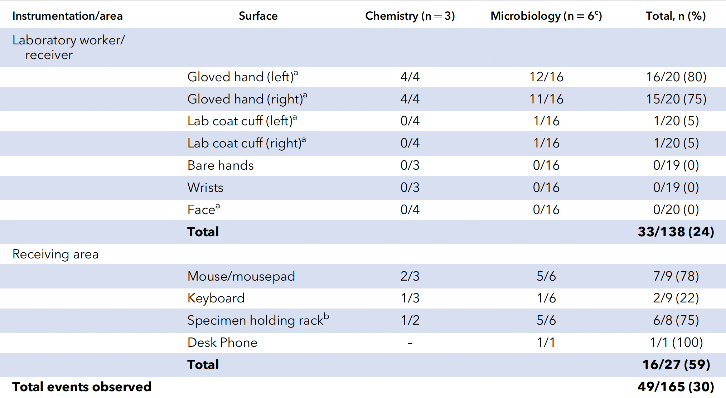 Instrumentation/area Surface Chemistry (n = 3) Microbiology (n = 6ᶜ) Total, n (%)
Laboratory worker/
receiver
Gloved hand (left)ᵃ 4/4 12/16 16/20 (80)
Gloved hand (right)ᵃ 4/4 11/16 15/20 (75)
Lab coat cuff (left)ᵃ 0/4 1/16 1/20 (5)
Lab coat cuff (right)ᵃ 0/4 1/16 1/20 (5)
Bare hands 0/3 0/16 0/19 (0)
Wrists 0/3 0/16 0/19 (0)
Faceᵃ 0/4 0/16 0/20 (0)
Total 33/138 (24)
Receiving area
Mouse/mousepad 2/3 5/6 7/9 (78)
Keyboard 1/3 1/6 2/9 (22)
Specimen holding rackᵇ 1/2 5/6 6/8 (75)
Desk Phone – 1/1 1/1 (100)
Total 16/27 (59)
Total events observed 49/165 (30)